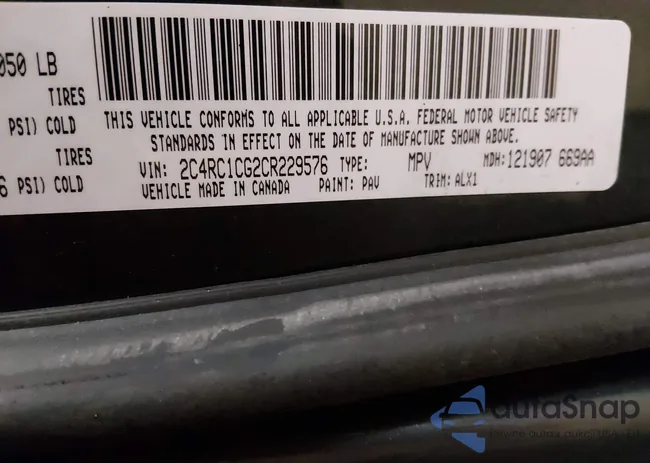 050 LB
TIRES
THIS VEHICLE CONFORMS TO ALL APPLICABLE U.S.A. FEDERAL MOTOR VEHICLE SAFETY
PSI) COLD
STANDARDS IN EFFECT ON THE DATE OF MANUFACTURE SHOWN ABOVE.
TIRES
VIN: 2C4RC1CG2CR229576 TYPE: MPV MDH: 121907 669AA
6 PSI) COLD
VEHICLE MADE IN CANADA PAINT: PAV TRIM: ALX1
autoSnap